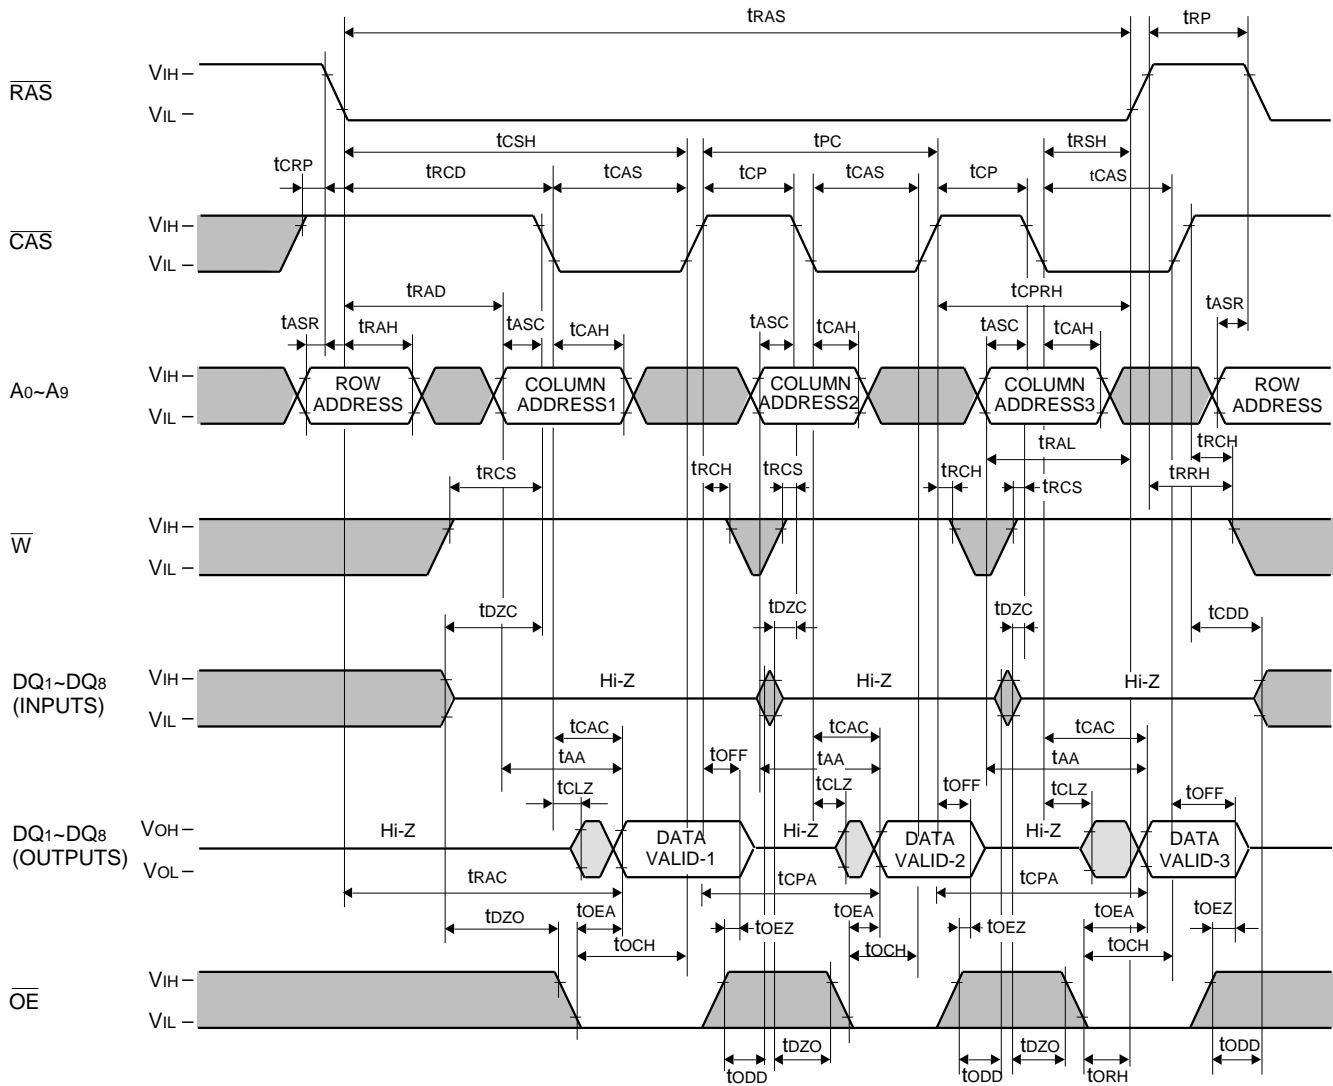 tRAS tRP
RAS VIH VIL
tCSH tPC tRSH
tCRP tRCD tCAS tCP tCAS tCP tCAS
CAS VIH VIL
tRAD tCPRH tASR
tASR tRAH tASC tCAH tASC tCAH tASC tCAH
A0~A9 VIH VIL
ROW ADDRESS
COLUMN ADDRESS1
COLUMN ADDRESS2
COLUMN ADDRESS3
ROW ADDRESS
tRAL tRCH
tRCS tRCH tRCS tRCH tRCS tRRH
W VIH VIL
tDZC tDZC tDZC tCDD
DQ1~DQ8 (INPUTS) VIH VIL
Hi-Z Hi-Z Hi-Z
tCAC tCAC tCAC
tAA tOFF tAA tAA
tCLZ tCLZ tOFF tCLZ tOFF
DQ1~DQ8 (OUTPUTS) VOH VOL
Hi-Z
DATA VALID-1
Hi-Z
DATA VALID-2
Hi-Z
DATA VALID-3
tRAC tCPA tCPA
tDZO tOEA tOEZ tOEA tOEZ tOEA tOEZ
tOCH tOCH tOCH
OE VIH VIL
tODD tDZO tODD tDZO tORH tODD